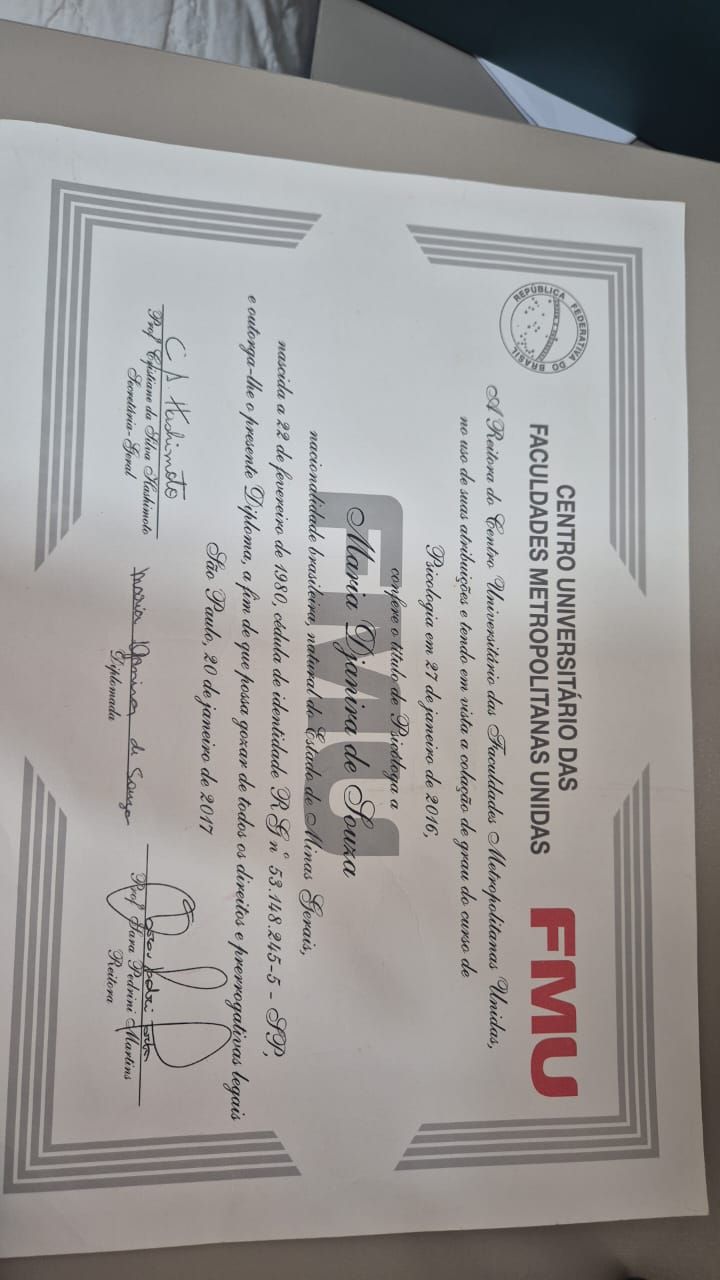 REPÚBLICA FEDERATIVA DO BRASIL
CENTRO UNIVERSITÁRIO DAS
FACULDADES METROPOLITANAS UNIDAS
FMU
A Reitora do Centro Universitário das Faculdades Metropolitanas Unidas,
no uso de suas atribuições e tendo em vista a colação de grau do curso de
Psicologia em 27 de janeiro de 2016,
confere o título de Psicóloga a
FMU
Maria Djanira de Souza
nacionalidade brasileira, natural do Estado de Minas Gerais,
nascida a 22 de fevereiro de 1980, cédula de identidade RG nº 53.148.245-5 - SP,
e outorga-lhe o presente Diploma, a fim de que possa gozar de todos os direitos e prerrogativas legais
São Paulo, 20 de janeiro de 2017
C. S. Hashimoto
Profª Cristiane da Silva Hashimoto
Secretária-Geral
Maria Djanira de Souza
Diplomada
Profª Sara Pedrini Martins
Reitora